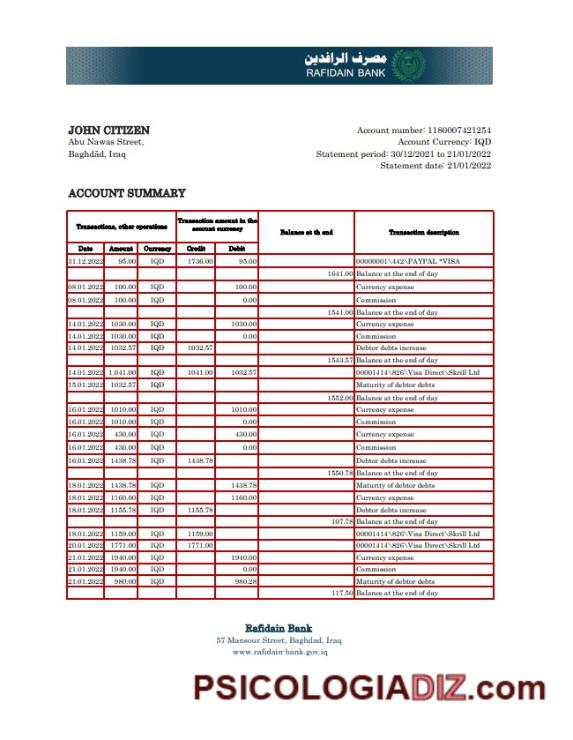 مصرف الرافدين
RAFIDAIN BANK
JOHN CITIZEN
Abu Nawas Street,
Baghdād, Iraq
Account number: 1180007421254
Account Currency: IQD
Statement period: 30/12/2021 to 21/01/2022
Statement date: 21/01/2022
ACCOUNT SUMMARY
Transactions, other operations Transaction amount in the account currency Balance at th end Transaction description
Date Amount Currency Credit Debit
31.12.2022 95.00 IQD 1736.00 95.00 00000001\442\PAYPAL *VISA
1641.00 Balance at the end of day
08.01.2022 100.00 IQD 100.00 Currency expense
08.01.2022 100.00 IQD 0.00 Commission
1541.00 Balance at the end of day
14.01.2022 1030.00 IQD 1030.00 Currency expense
14.01.2022 1030.00 IQD 0.00 Commission
14.01.2022 1032.57 IQD 1032.57 Debtor debts increase
1543.57 Balance at the end of day
14.01.2022 1,041.00 IQD 1041.00 1032.57 00001414\826\Visa Direct\Skrill Ltd
15.01.2022 1032.57 IQD Maturity of debtor debts
1552.00 Balance at the end of day
16.01.2022 1010.00 IQD 1010.00 Currency expense
16.01.2022 1010.00 IQD 0.00 Commission
16.01.2022 430.00 IQD 430.00 Currency expense
16.01.2022 430.00 IQD 0.00 Commission
16.01.2022 1438.78 IQD 1438.78 Debtor debts increase
1550.78 Balance at the end of day
18.01.2022 1438.78 IQD 1438.78 Maturity of debtor debts
18.01.2022 1160.00 IQD 1160.00 Currency expense
18.01.2022 1155.78 IQD 1155.78 Debtor debts increase
107.78 Balance at the end of day
18.01.2022 1159.00 IQD 1159.00 00001414\826\Visa Direct\Skrill Ltd
20.01.2022 1771.00 IQD 1771.00 00001414\826\Visa Direct\Skrill Ltd
21.01.2022 1940.00 IQD 1940.00 Currency expense
21.01.2022 1940.00 IQD 0.00 Commission
21.01.2022 980.00 IQD 980.28 Maturity of debtor debts
117.50 Balance at the end of day
Rafidain Bank
57 Mansour Street, Baghdad, Iraq
www.rafidain-bank.gov.iq
PSICOLOGIADIZ.com